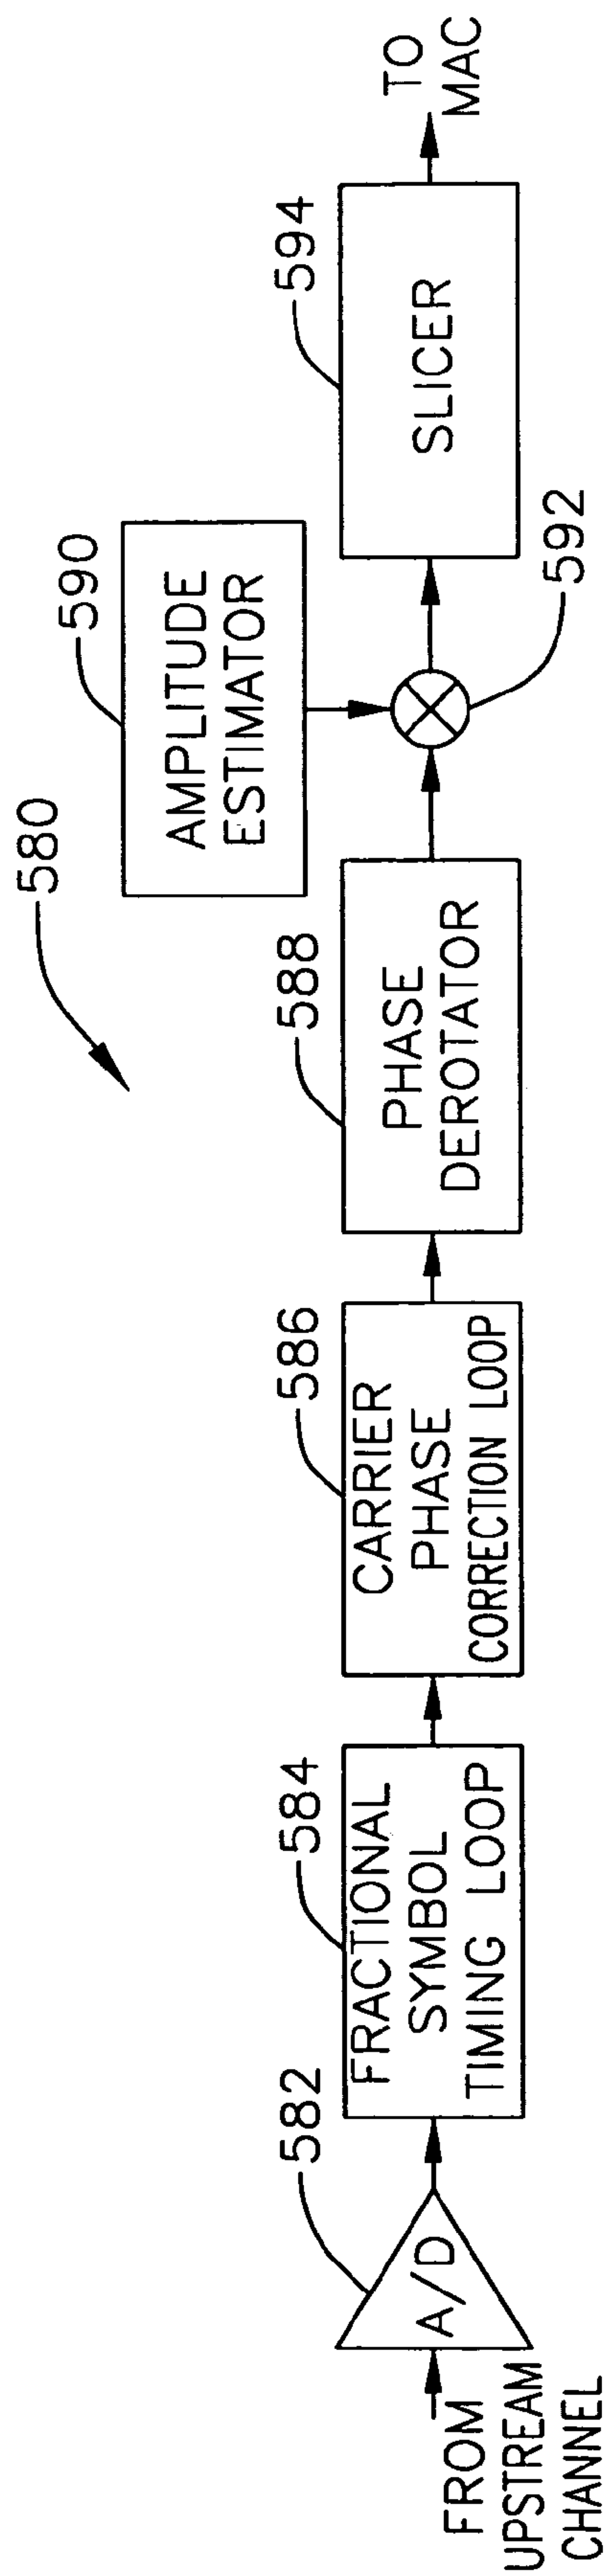 580
FROM
UPSTREAM
CHANNEL
A/D
582
FRACTIONAL
SYMBOL
TIMING LOOP
584
CARRIER
PHASE
CORRECTION LOOP
586
PHASE
DEROTATOR
588
AMPLITUDE
ESTIMATOR
590
592
SLICER
594
TO
MAC